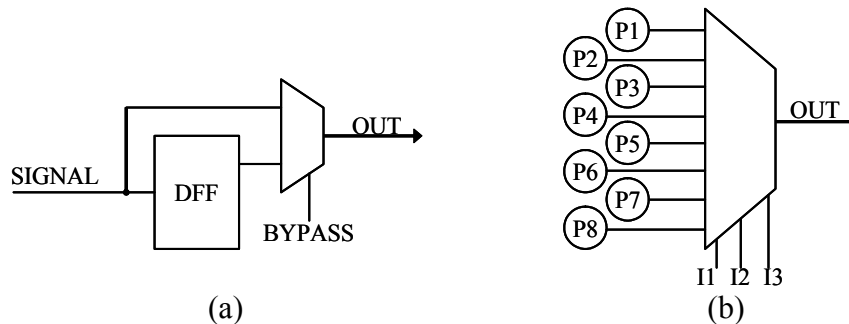 SIGNAL
DFF
OUT
BYPASS
(a)
P1
P2
P3
P4
P5
P6
P7
P8
OUT
I1 I2 I3
(b)